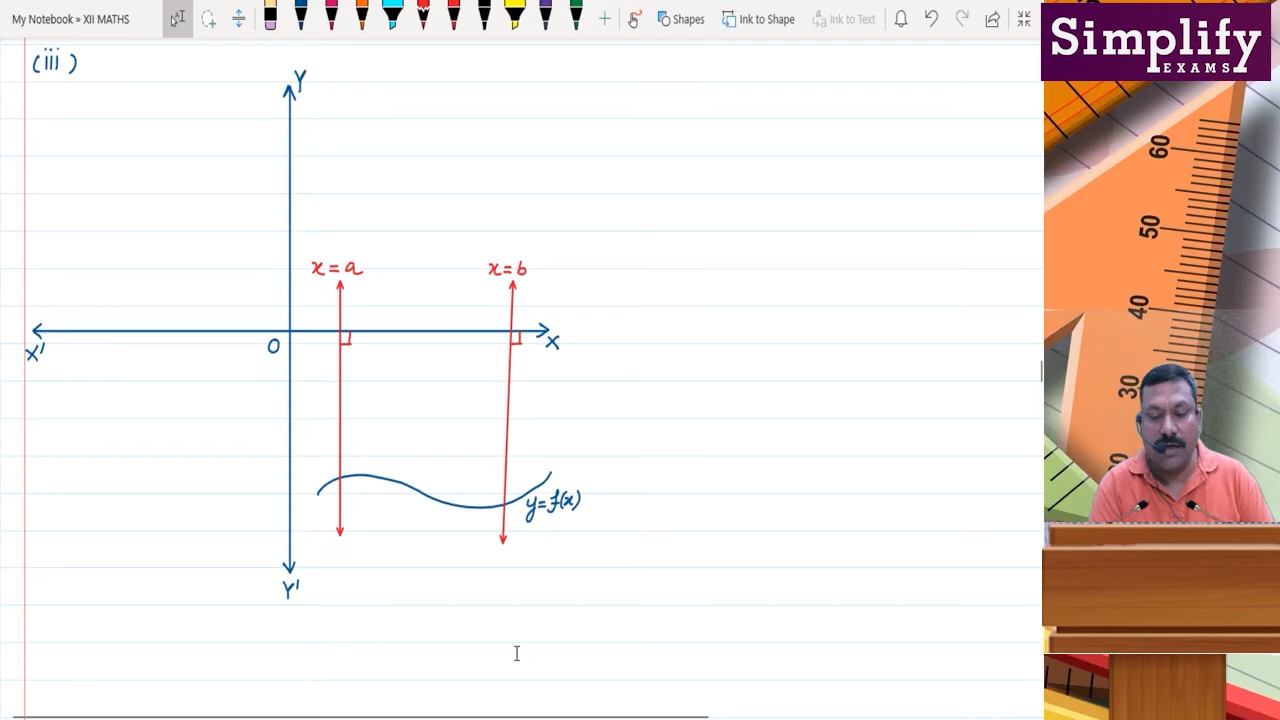 My Notebook » XII MATHS
Shapes
Ink to Shape
Ink to Text
Simplify
EXAMS
(iii)
Y
x=a
x=b
X'
O
X
y=f(x)
Y'
60
50
40
30